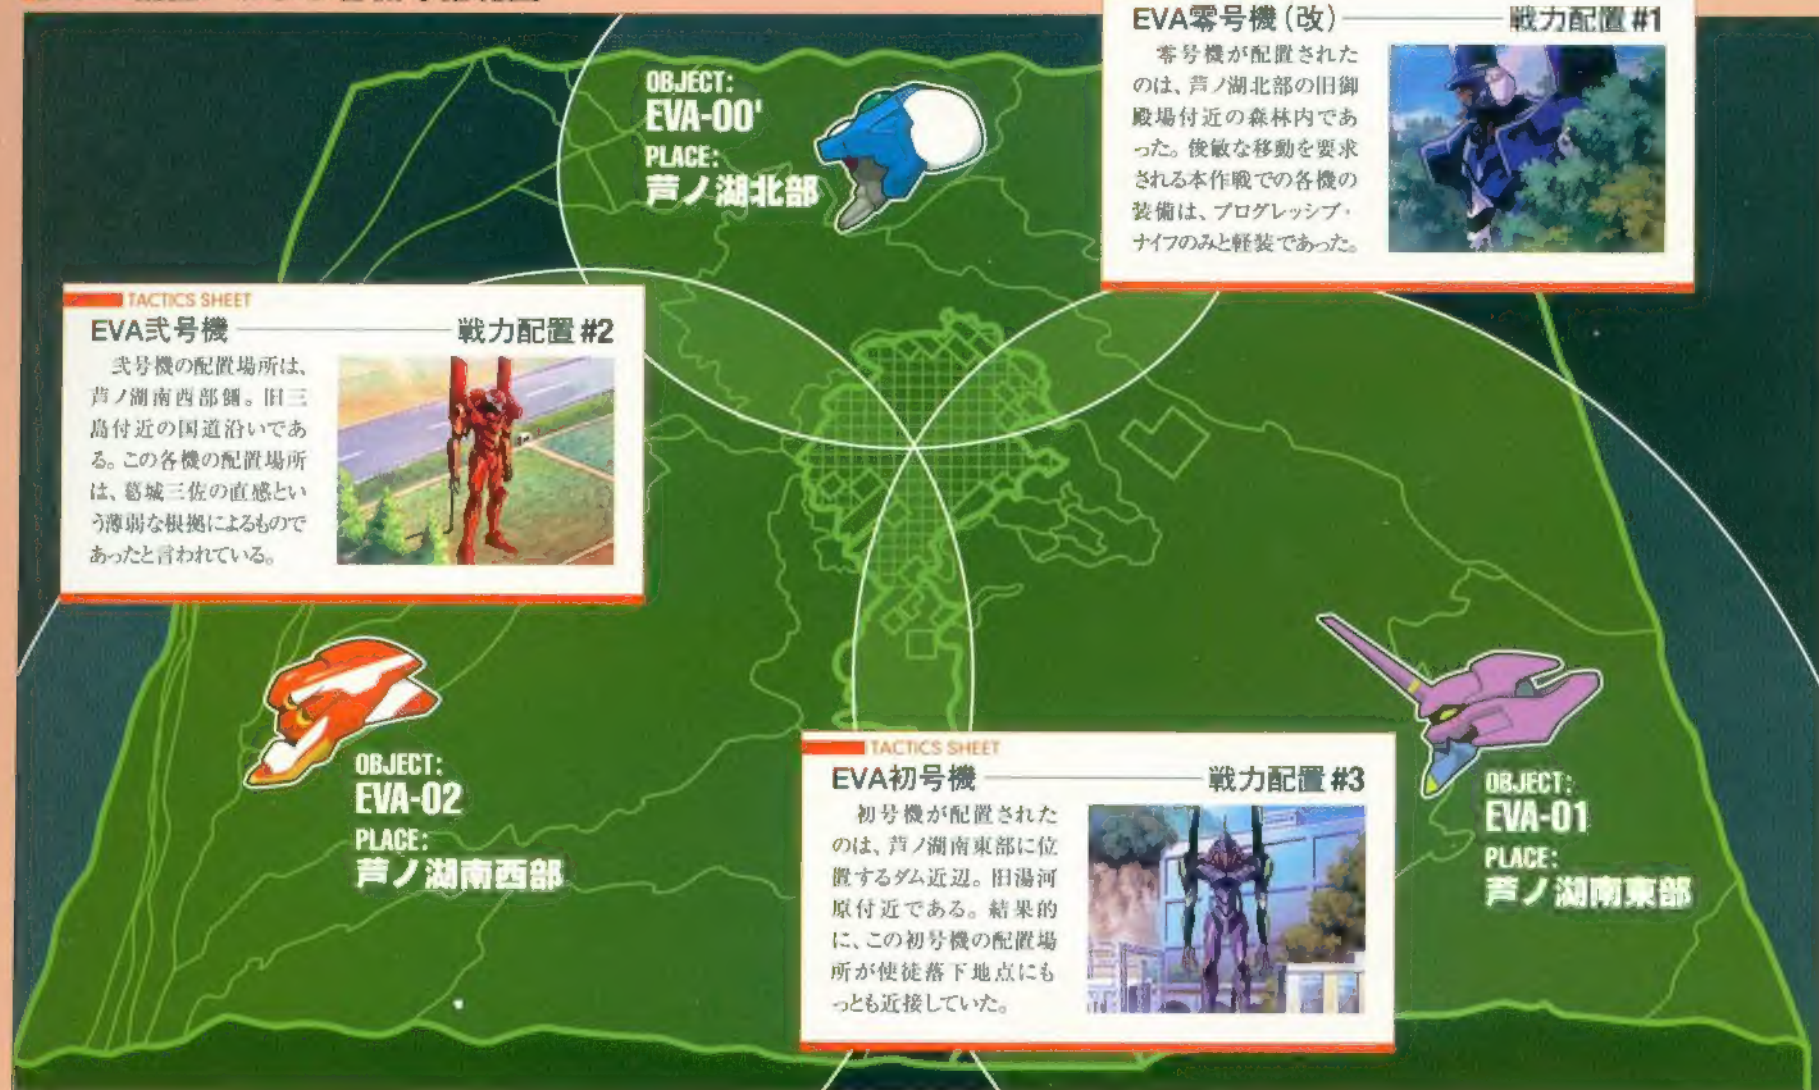 EVA零号機(改) 戦力配置 #1
零号機が配置された
のは、芦ノ湖北部の旧御
殿場付近の森林内であ
った。俊敏な移動を要求
される本作戦での各機の
装備は、プログレッシブ・
ナイフのみと軽装であった。
OBJECT:
EVA-00'
PLACE:
芦ノ湖北部
TACTICS SHEET
EVA弐号機 戦力配置 #2
弐号機の配置場所は、
芦ノ湖南西部側。旧三
島付近の国道沿いであ
る。この各機の配置場所
は、葛城三佐の直感とい
う薄弱な根拠によるもので
あったと言われている。
OBJECT:
EVA-02
PLACE:
芦ノ湖南西部
TACTICS SHEET
EVA初号機 戦力配置 #3
初号機が配置された
のは、芦ノ湖南東部に位
置するダム近辺。旧湯河
原付近である。結果的
に、この初号機の配置場
所が使徒落下地点にも
っとも近接していた。
OBJECT:
EVA-01
PLACE:
芦ノ湖南東部